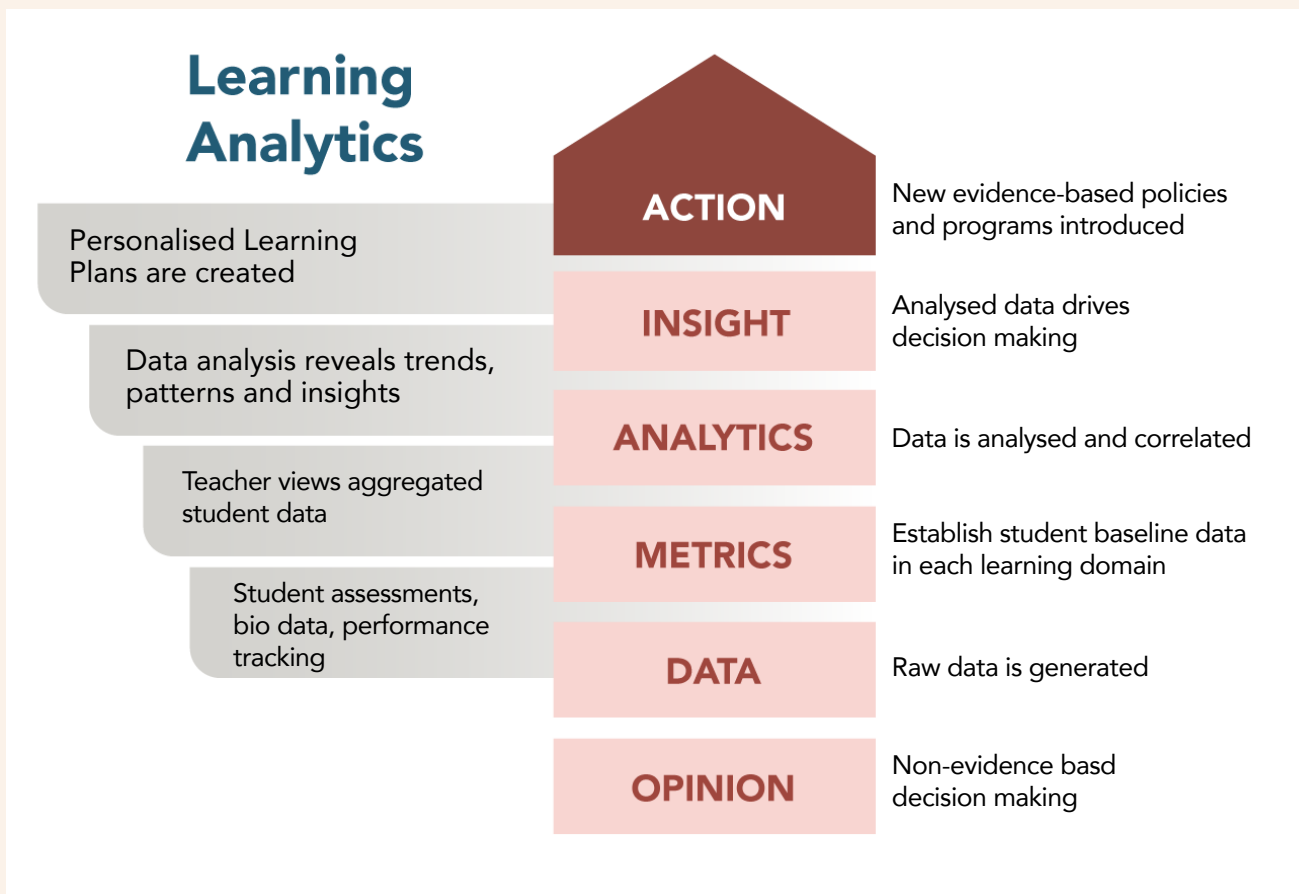 Learning
Analytics
Personalised Learning
Plans are created
Data analysis reveals trends,
patterns and insights
Teacher views aggregated
student data
Student assessments,
bio data, performance
tracking
ACTION
New evidence-based policies
and programs introduced
INSIGHT
Analysed data drives
decision making
ANALYTICS
Data is analysed and correlated
METRICS
Establish student baseline data
in each learning domain
DATA
Raw data is generated
OPINION
Non-evidence basd
decision making